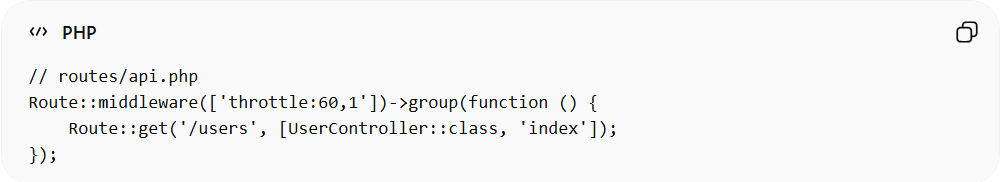 PHP
// routes/api.php
Route::middleware(['throttle:60,1'])->group(function () {
    Route::get('/users', [UserController::class, 'index']);
});